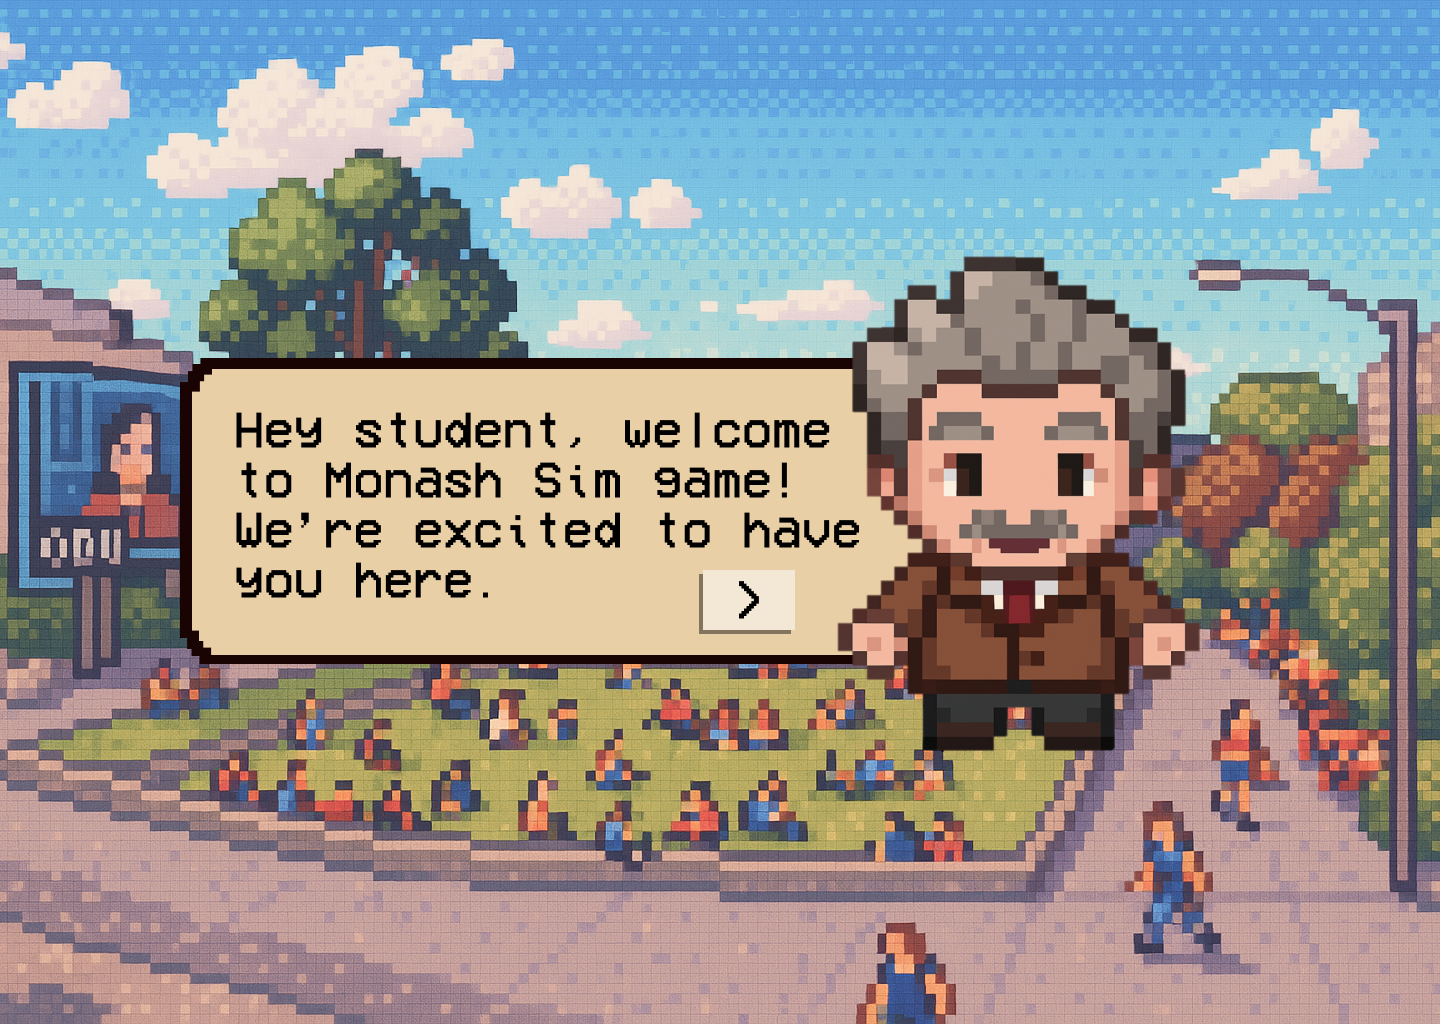 Hey student, welcome
to Monash Sim game!
We're excited to have
you here.
>